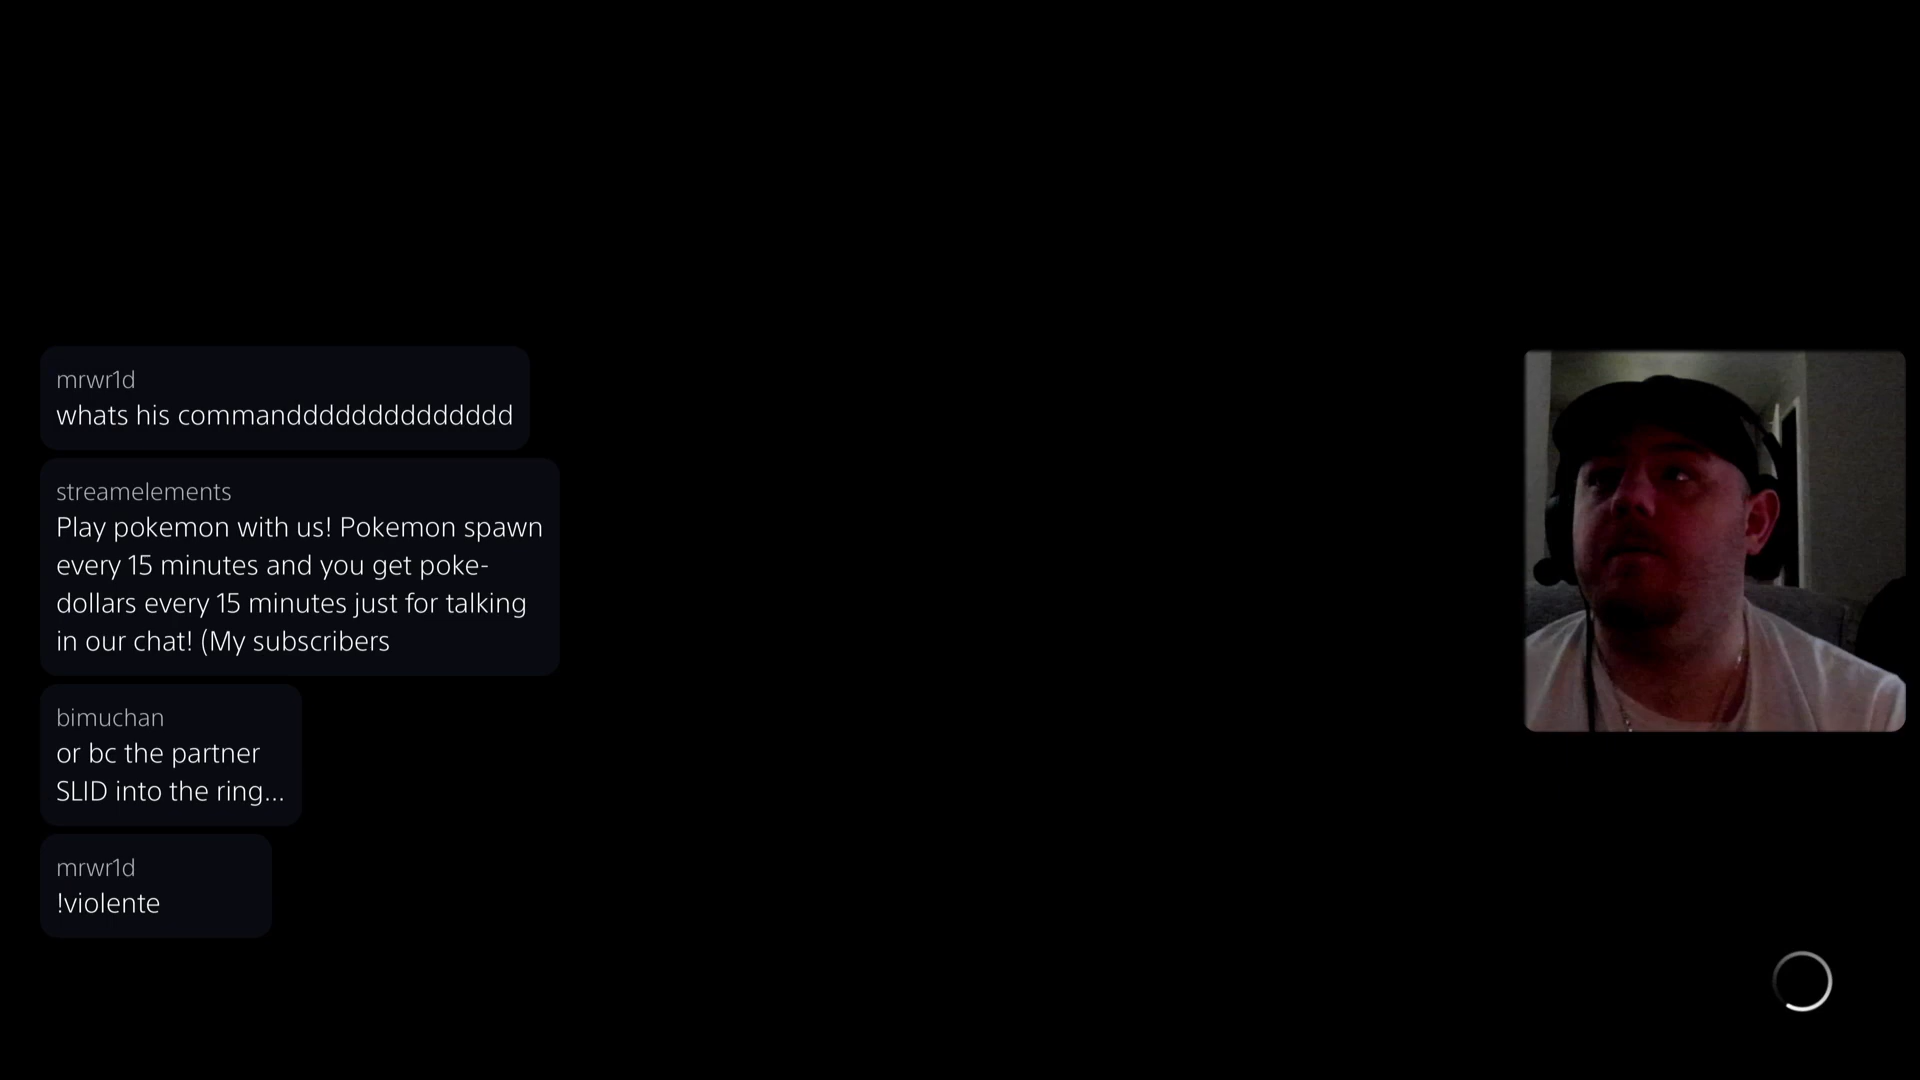 mrwr1d
whats his commanddddddddddddddd
streamelements
Play pokemon with us! Pokemon spawn
every 15 minutes and you get poke-
dollars every 15 minutes just for talking
in our chat! (My subscribers
bimuchan
or bc the partner
SLID into the ring...
mrwr1d
!violente